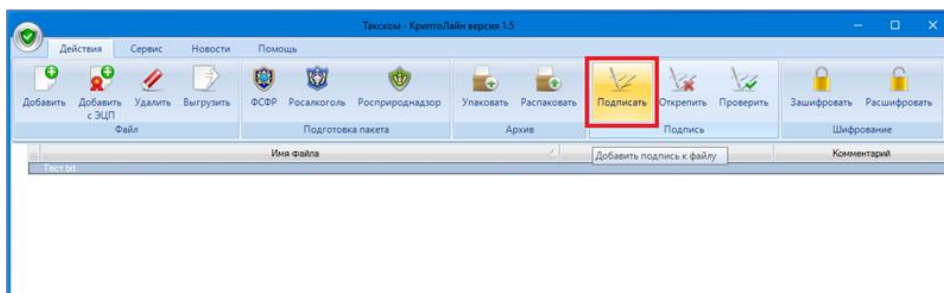 Такском - КриптоЛайн версия 1.5
Действия Сервис Новости Помощь
Добавить Добавить с ЭЦП Удалить Выгрузить ФСФР Росалкоголь Росприроднадзор Упаковать Распаковать Подписать Открепить Проверить Зашифровать Расшифровать
Файл Подготовка пакета Архив Подпись Шифрование
Имя файла Добавить подпись к файлу Комментарий
Тест.txt